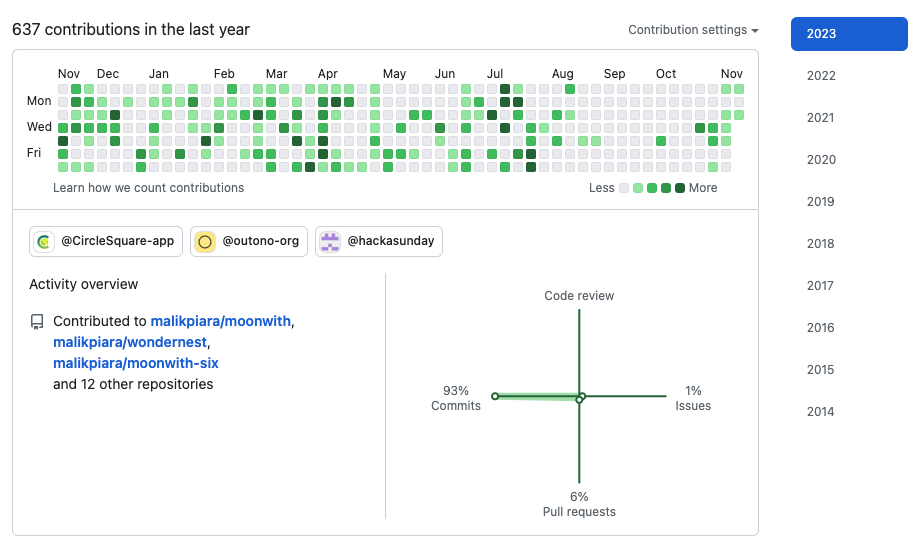 637 contributions in the last year
Contribution settings
Nov Dec Jan Feb Mar Apr May Jun Jul Aug Sep Oct Nov
Mon
Wed
Fri
Learn how we count contributions
Less More
@CircleSquare-app @outono-org @hackasunday
Activity overview
Contributed to malikpiara/moonwith,
malikpiara/wondernest,
malikpiara/moonwith-six
and 12 other repositories
Code review
93%
Commits
1%
Issues
6%
Pull requests
2023
2022
2021
2020
2019
2018
2017
2016
2015
2014